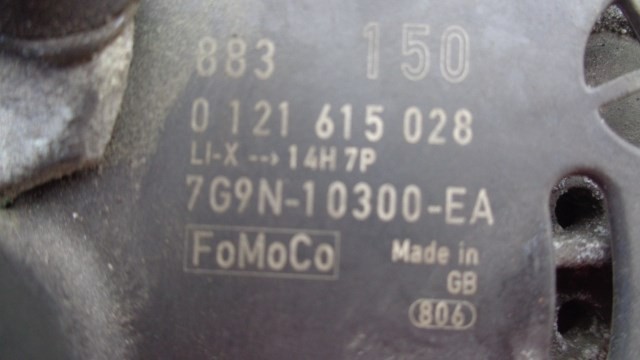 883 150
0 121 615 028
LI-X --> 14H 7P
7G9N-10300-EA
FoMoCo
Made in
GB
806